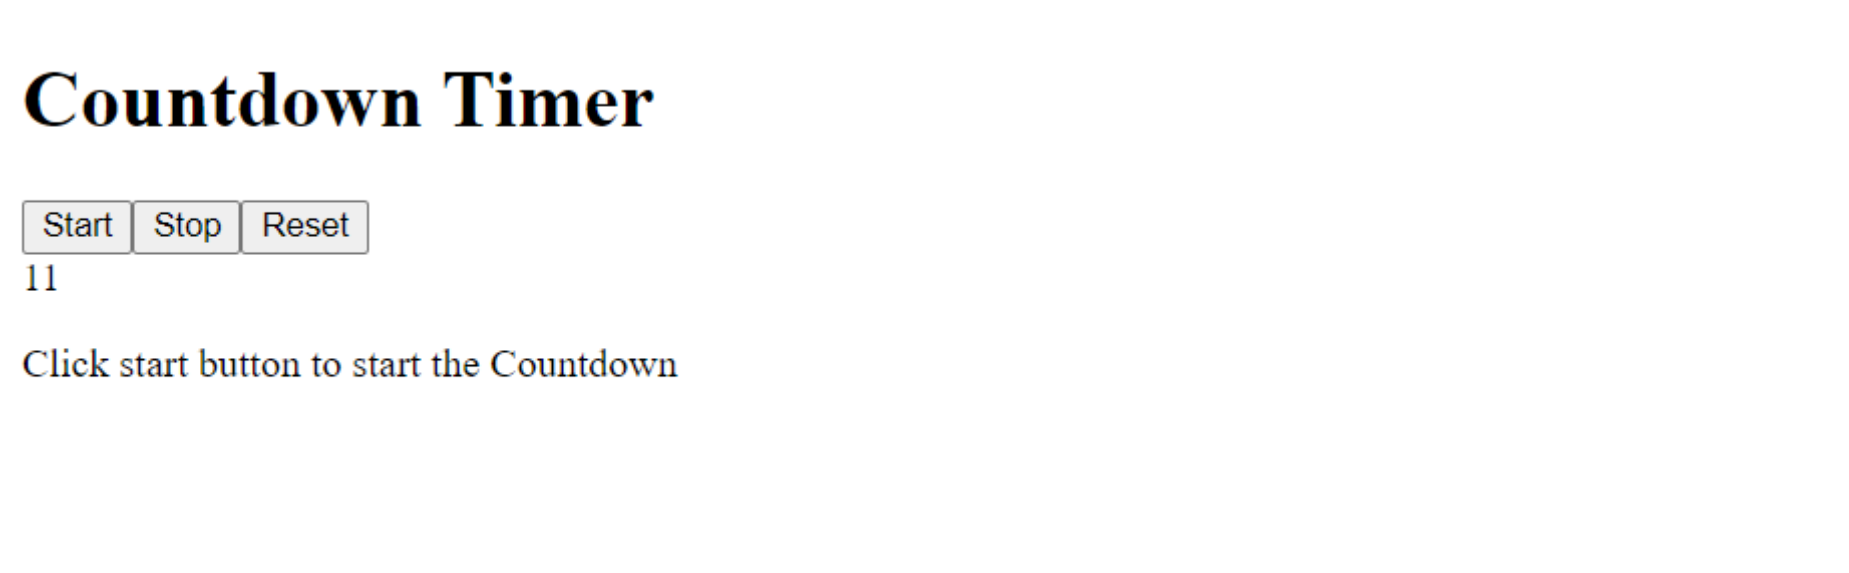 Countdown Timer
Start Stop Reset
11
Click start button to start the Countdown